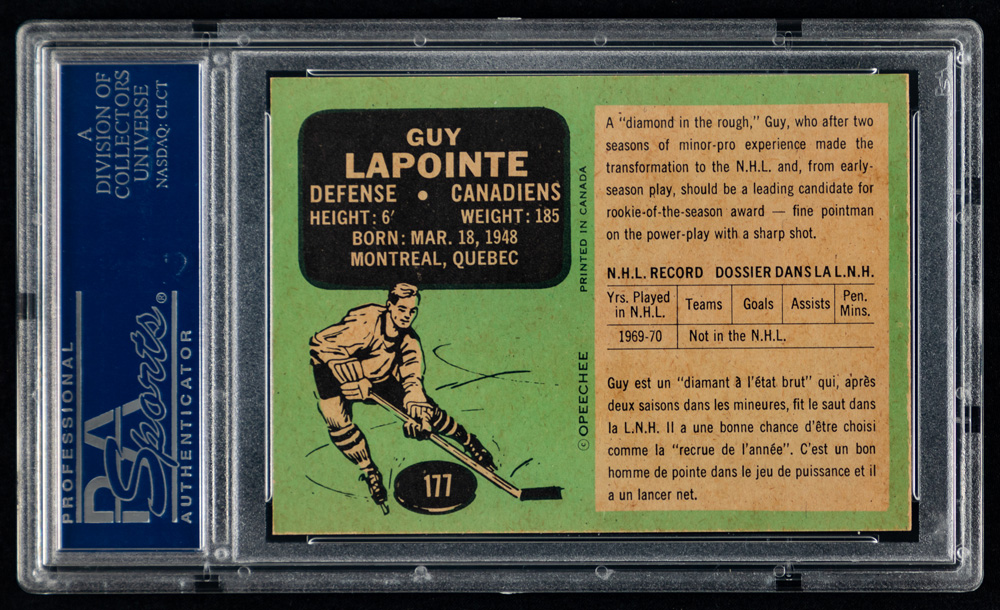 A
DIVISION OF
COLLECTORS
UNIVERSE
NASDAQ: CLCT
PROFESSIONAL
PSA
Sports®
AUTHENTICATOR
GUY
LAPOINTE
DEFENSE • CANADIENS
HEIGHT: 6' WEIGHT: 185
BORN: MAR. 18, 1948
MONTREAL, QUEBEC
177
© OPEECHEE PRINTED IN CANADA
A "diamond in the rough," Guy, who after two
seasons of minor-pro experience made the
transformation to the N.H.L. and, from early-
season play, should be a leading candidate for
rookie-of-the-season award — fine pointman
on the power-play with a sharp shot.
N.H.L. RECORD DOSSIER DANS LA L.N.H.
Yrs. Played in N.H.L. Teams Goals Assists Pen. Mins.
1969-70 Not in the N.H.L.
Guy est un "diamant à l'état brut" qui, après
deux saisons dans les mineures, fit le saut dans
la L.N.H. Il a une bonne chance d'être choisi
comme la "recrue de l'année". C'est un bon
homme de pointe dans le jeu de puissance et il
a un lancer net.